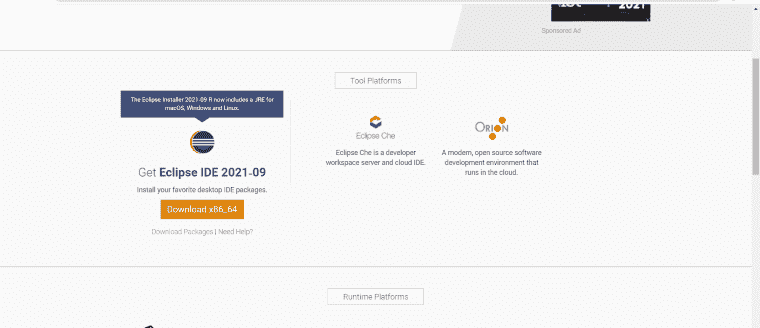 2021
Sponsored Ad
Tool Platforms
The Eclipse Installer 2021-09 R now includes a JRE for
macOS, Windows and Linux.
Get Eclipse IDE 2021-09
Install your favorite desktop IDE packages.
Download x86_64
Download Packages | Need Help?
Eclipse Che
Eclipse Che is a developer
workspace server and cloud IDE.
ORION
A modern, open source software
development environment that
runs in the cloud.
Runtime Platforms